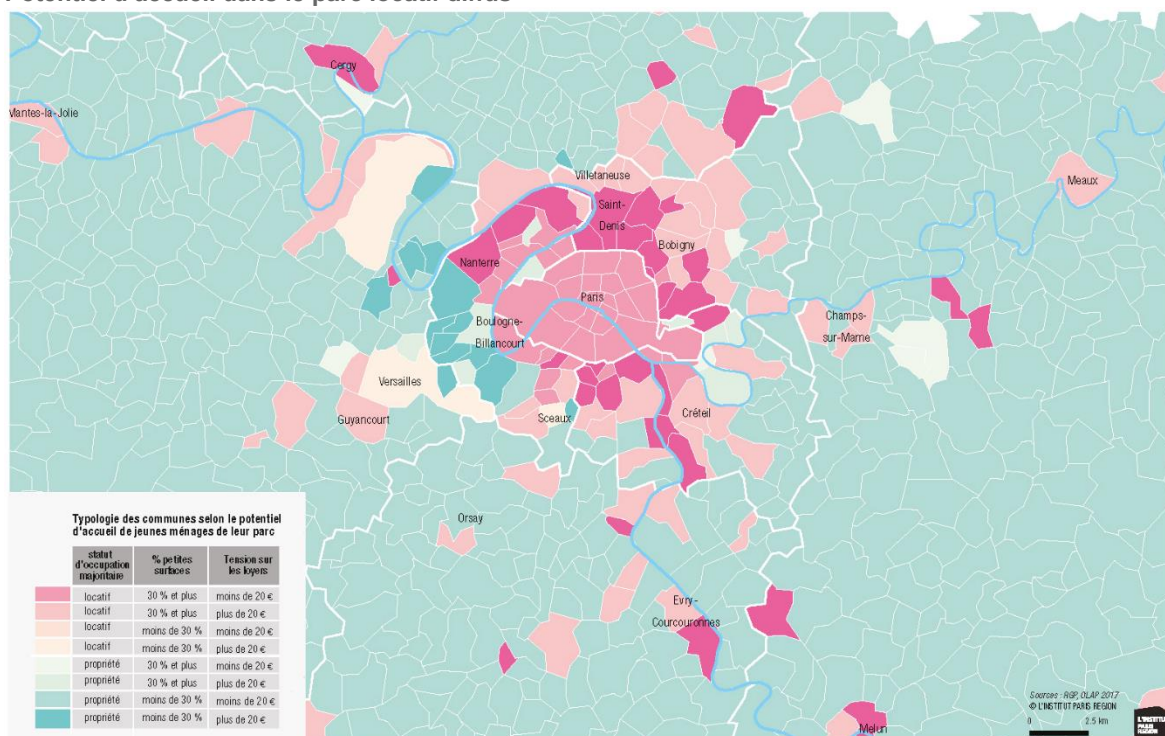 Potentiel d'accueil dans le parc locatif diffus
Cergy
Mantes-la-Jolie
Meaux
Villetaneuse
Saint-
Denis
Bobigny
Nanterre
Paris
Boulogne-
Billancourt
Champs-
sur-Marne
Versailles
Guyancourt
Sceaux
Créteil
Orsay
Evry-
Courcouronnes
Melun
Typologie des communes selon le potentiel
d'accueil de jeunes ménages de leur parc
statut
d'occupation
majoritaire
% petites
surfaces
Tension sur
les loyers
locatif 30 % et plus moins de 20 €
locatif 30 % et plus plus de 20 €
locatif moins de 30 % moins de 20 €
locatif moins de 30 % plus de 20 €
propriété 30 % et plus moins de 20 €
propriété 30 % et plus plus de 20 €
propriété moins de 30 % moins de 20 €
propriété moins de 30 % plus de 20 €
Sources : RGP, OLAP 2017
© L'INSTITUT PARIS REGION
0 2.5 km
L'INSTITUT
PARIS
REGION